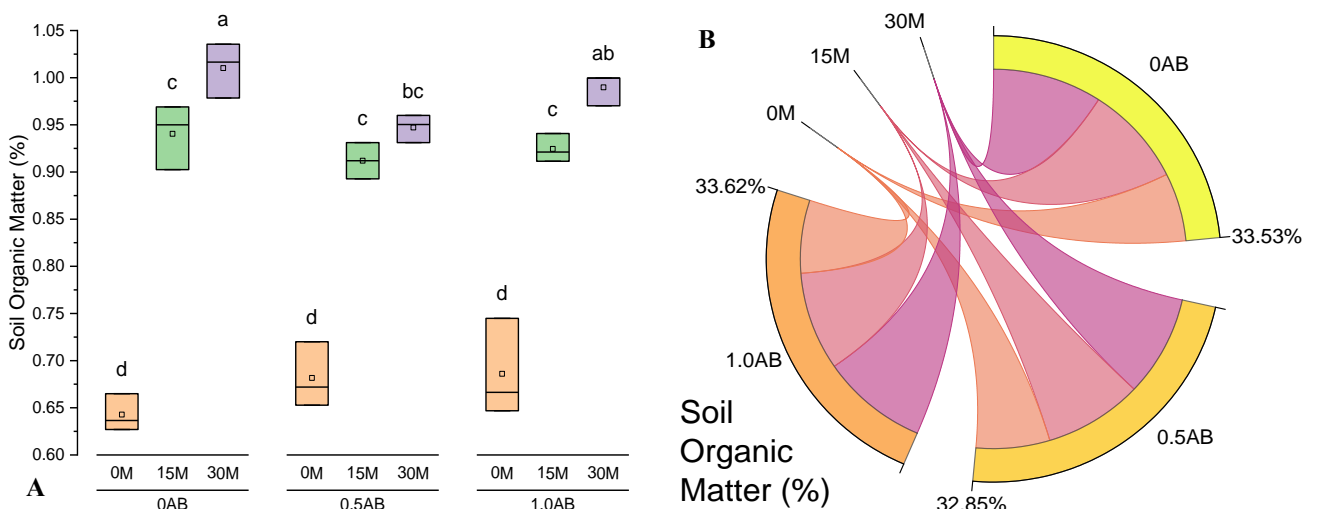 Soil Organic Matter (%)
1.05
1.00
0.95
0.90
0.85
0.80
0.75
0.70
0.65
0.60
a
c
d
c
bc
d
c
ab
d
0M 15M 30M 0M 15M 30M 0M 15M 30M
0AB 0.5AB 1.0AB
A
B
30M
15M
0M
0AB
33.62%
33.53%
1.0AB
0.5AB
32.85%
Soil
Organic
Matter (%)